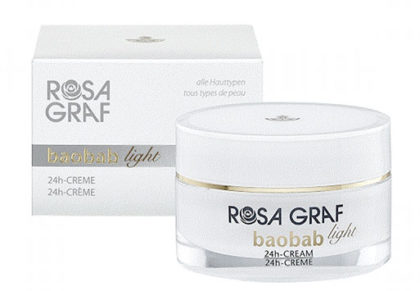 ROSA
GRAF
alle Hauttypen
tous types de peau
baobab light
24h-CREME
24h-CRÈME
ROSA GRAF
baobab light
24h-CREAM
24h-CREME